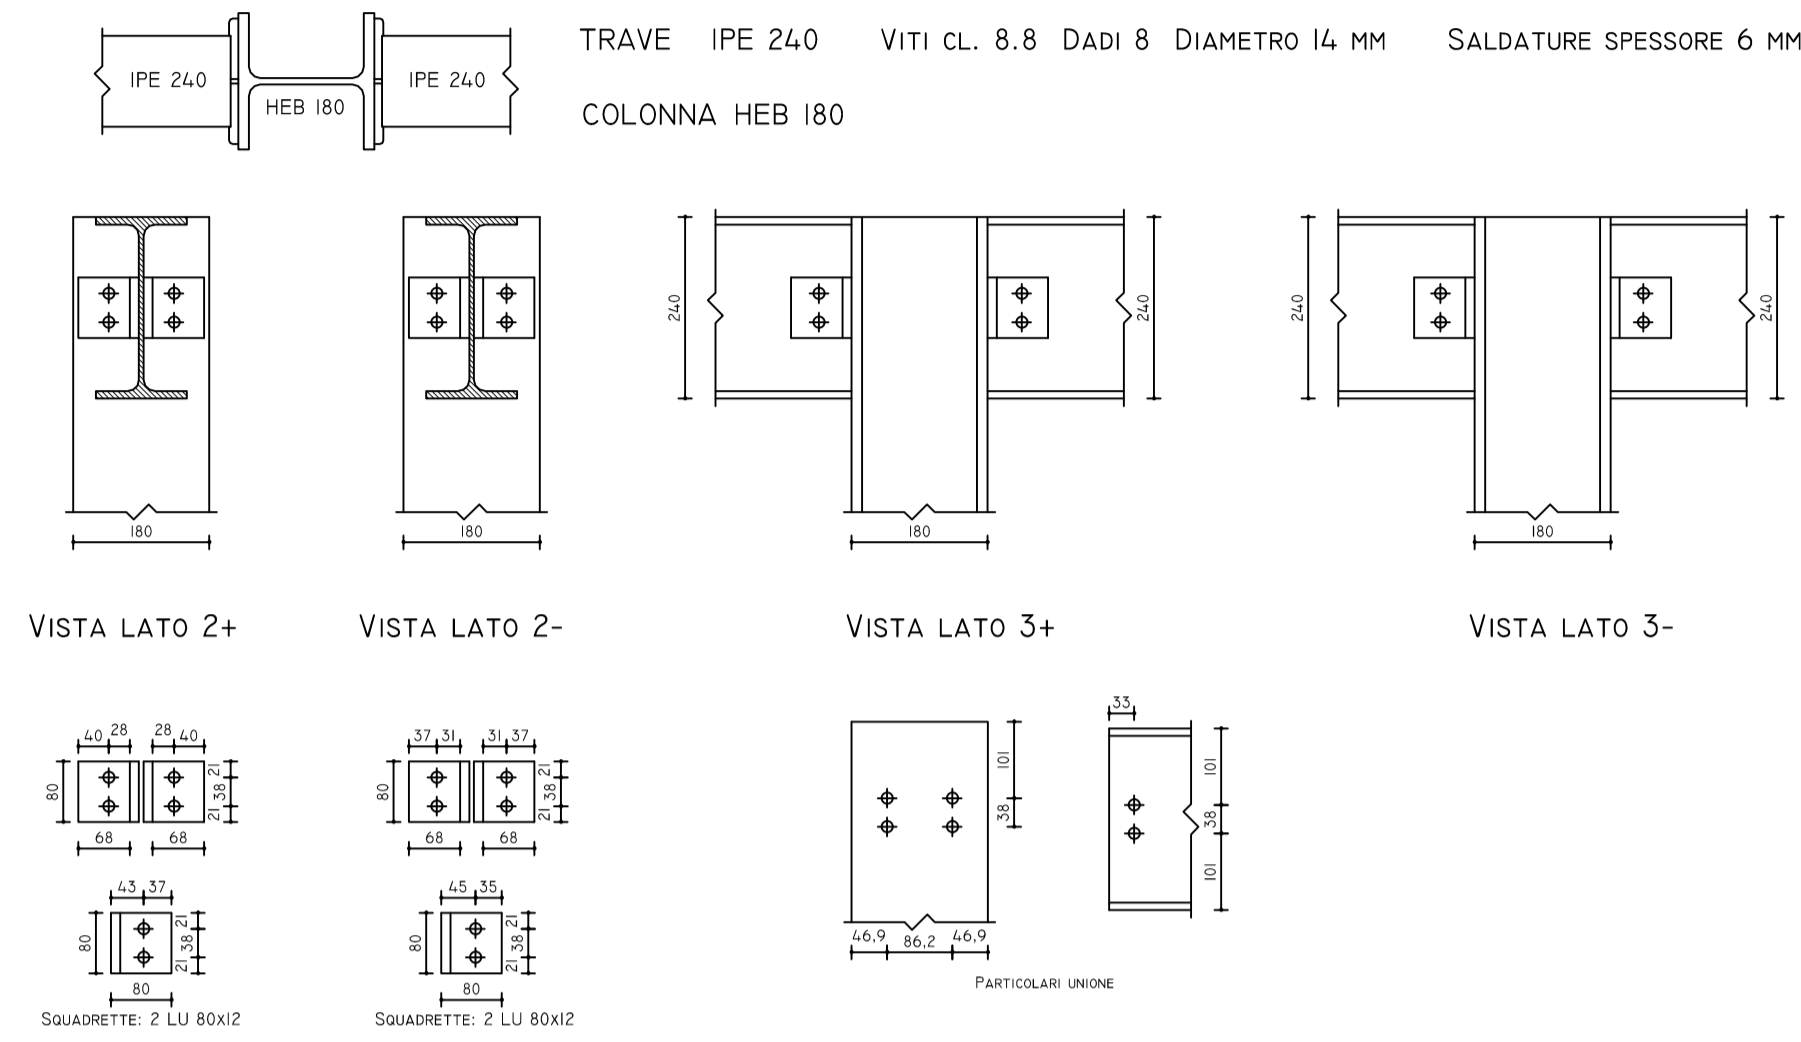 TRAVE IPE 240 VITI CL. 8.8 DADI 8 DIAMETRO 14 MM SALDATURE SPESSORE 6 MM
IPE 240 IPE 240
HEB 180
COLONNA HEB 180
240 240 240 240
180 180 180 180
VISTA LATO 2+ VISTA LATO 2- VISTA LATO 3+ VISTA LATO 3-
40 28 28 40 37 31 31 37 33
80 21 38 21 80 21 38 21 101 38 101 38 101
68 68 68 68
43 37 45 35
80 21 38 21 80 21 38 21
46,9 86,2 46,9
80 80
PARTICOLARI UNIONE
SQUADRETTE: 2 LU 80X12 SQUADRETTE: 2 LU 80X12